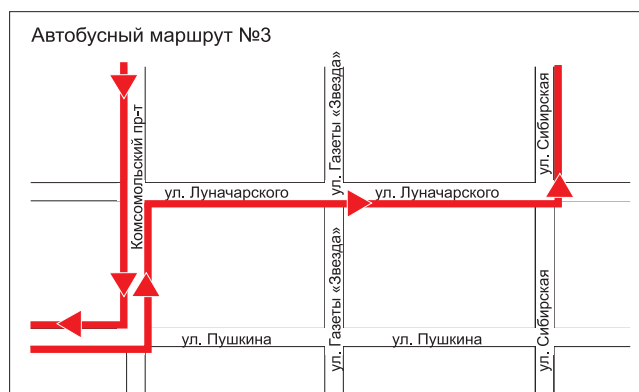 Автобусный маршрут №3
Комсомольский пр-т
ул. Газеты «Звезда»
ул. Сибирская
ул. Луначарского
ул. Луначарского
ул. Газеты «Звезда»
ул. Сибирская
ул. Пушкина
ул. Пушкина